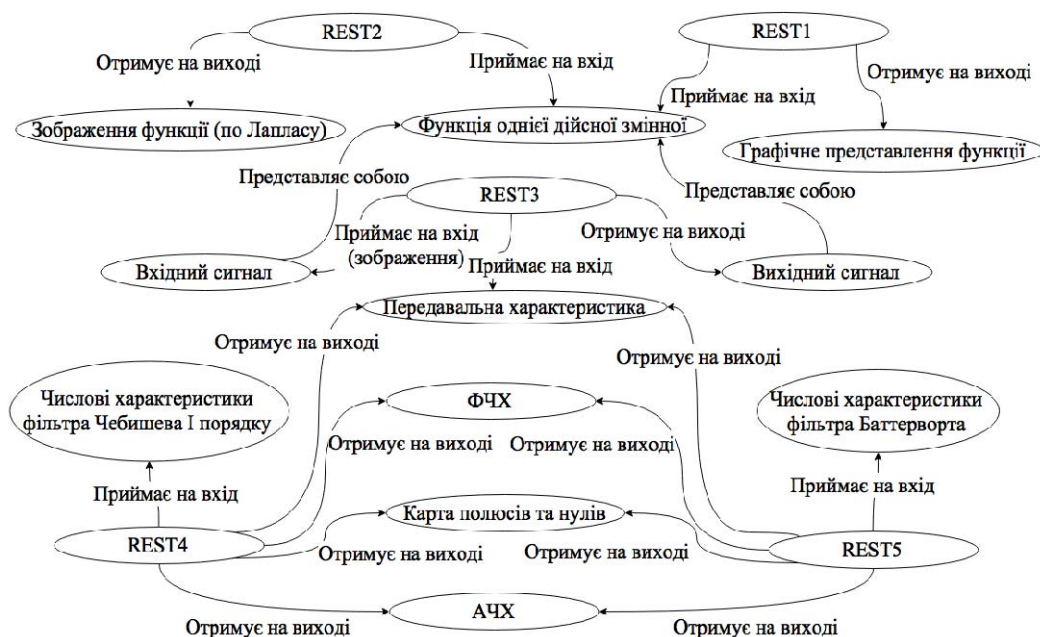 REST2
REST1
Отримує на виході
Приймає на вхід
Отримує на виході
Приймає на вхід
Зображення функції (по Лапласу)
Функція однієї дійсної змінної
Графічне представлення функції
Представляє собою
REST3
Представляє собою
Приймає на вхід
(зображення)
Отримує на виході
Приймає на вхід
Вхідний сигнал
Вихідний сигнал
Передавальна характеристика
Отримує на виході
Отримує на виході
Числові характеристики
фільтра Чебишева І порядку
ФЧХ
Числові характеристики
фільтра Баттерворта
Отримує на виході
Отримує на виході
Приймає на вхід
Приймає на вхід
Карта полюсів та нулів
REST4
REST5
Отримує на виході
Отримує на виході
АЧХ
Отримує на виході
Отримує на виході